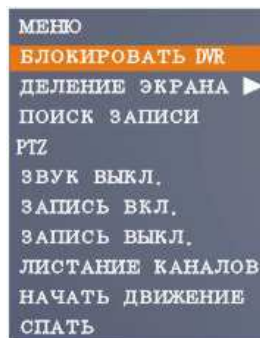 МЕНЮ
БЛОКИРОВАТЬ DVR
ДЕЛЕНИЕ ЭКРАНА
ПОИСК ЗАПИСИ
PTZ
ЗВУК ВЫКЛ.
ЗАПИСЬ ВКЛ.
ЗАПИСЬ ВЫКЛ.
ЛИСТАНИЕ КАНАЛОВ
НАЧАТЬ ДВИЖЕНИЕ
СПАТЬ